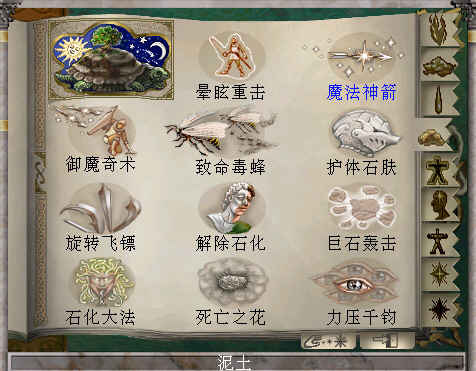 晕眩重击
魔法神箭
御魔奇术
致命毒蜂
护体石肤
旋转飞镖
解除石化
巨石轰击
石化大法
死亡之花
力压千钧
泥土